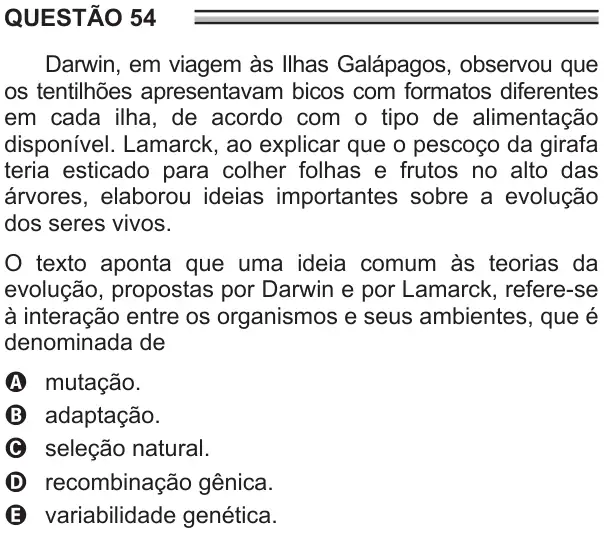 QUESTÃO 54
Darwin, em viagem às Ilhas Galápagos, observou que
os tentilhões apresentavam bicos com formatos diferentes
em cada ilha, de acordo com o tipo de alimentação
disponível. Lamarck, ao explicar que o pescoço da girafa
teria esticado para colher folhas e frutos no alto das
árvores, elaborou ideias importantes sobre a evolução
dos seres vivos.
O texto aponta que uma ideia comum às teorias da
evolução, propostas por Darwin e por Lamarck, refere-se
à interação entre os organismos e seus ambientes, que é
denominada de
A mutação.
B adaptação.
C seleção natural.
D recombinação gênica.
E variabilidade genética.